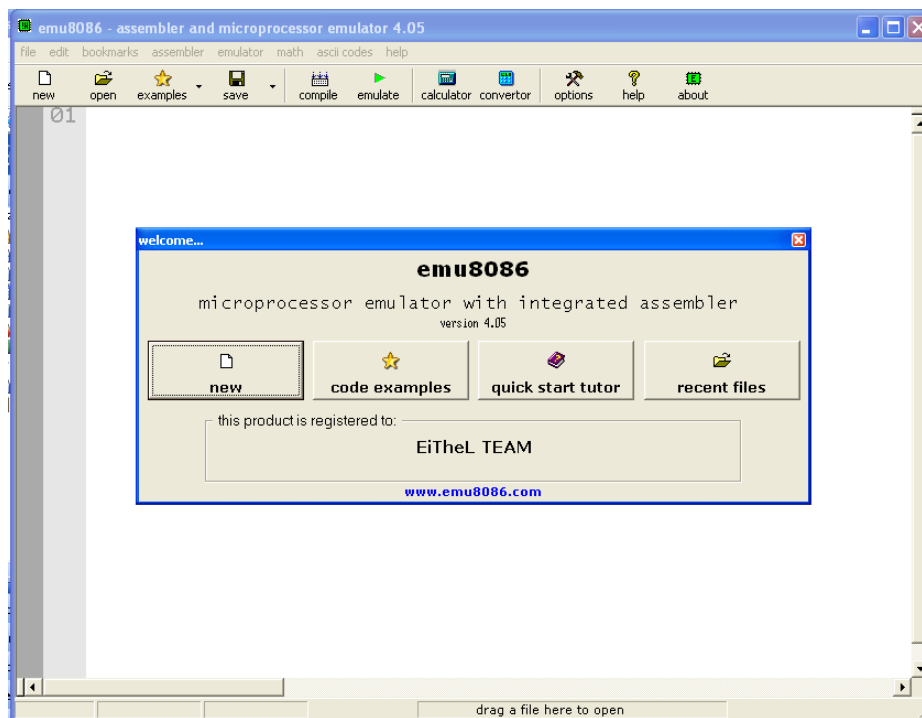 emu8086 - assembler and microprocessor emulator 4.05
file edit bookmarks assembler emulator math ascii codes help
new open examples save compile emulate calculator convertor options help about
01
welcome...
emu8086
microprocessor emulator with integrated assembler
version 4.05
new code examples quick start tutor recent files
this product is registered to:
EiTheL TEAM
www.emu8086.com
drag a file here to open